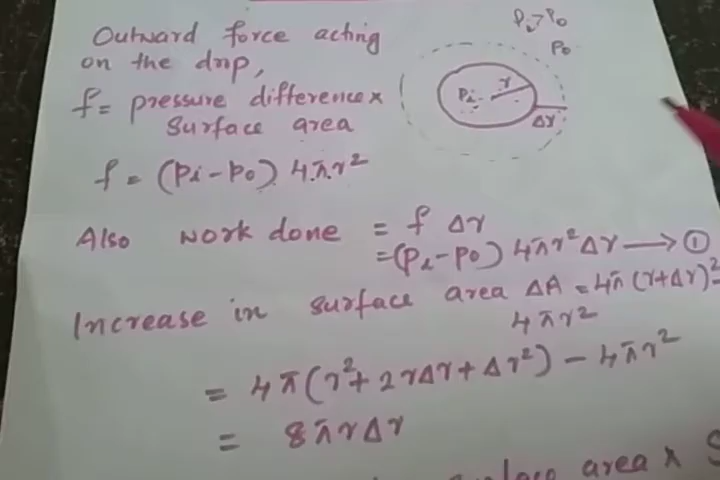 Pi > Po
Po
Outward force acting
on the drop,
f = pressure difference ×
surface area
Pi
r
Δr
f = (Pi - Po) 4πr²
Also work done = f Δr
= (Pi - Po) 4πr² Δr → ①
Increase in surface area ΔA = 4π (r+Δr)² -
4πr²
= 4π(r² + 2rΔr + Δr²) - 4πr²
= 8πrΔr
surface area ×